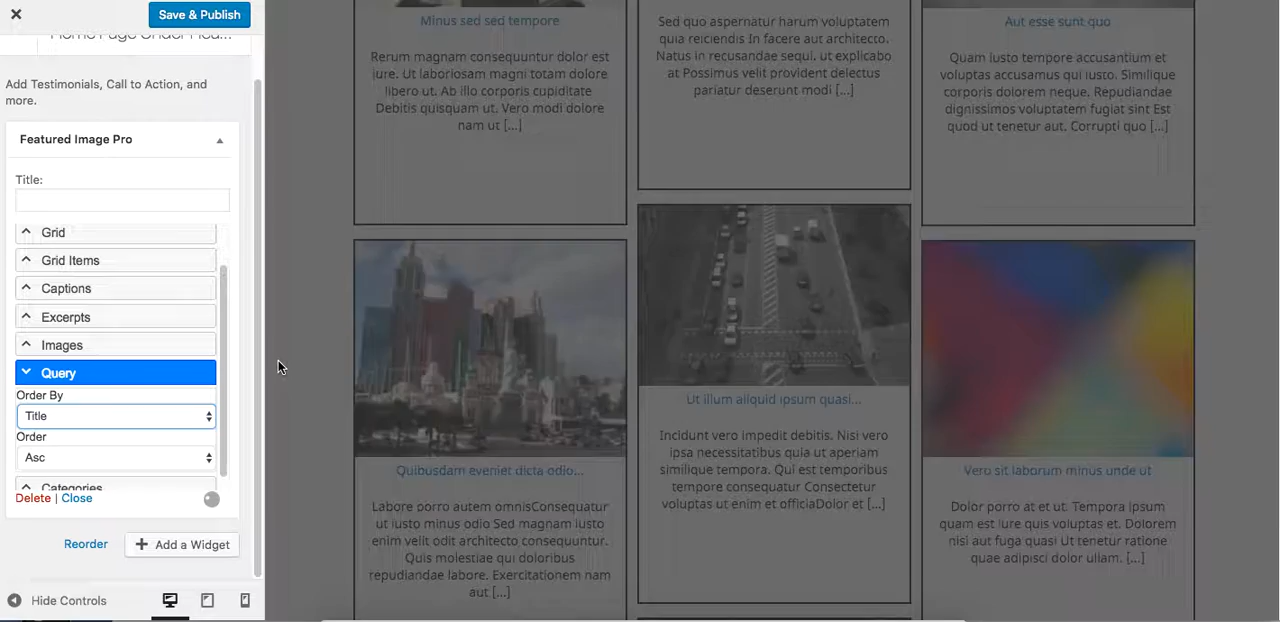 Save & Publish
Home Page Under Hea...
Add Testimonials, Call to Action, and
more.
Featured Image Pro
Title:
Grid
Grid Items
Captions
Excerpts
Images
Query
Order By
Title
Order
Asc
Categories
Delete | Close
Reorder
Add a Widget
Hide Controls
Minus sed sed tempore
Rerum magnam consequuntur dolor est
iure. Ut laboriosam magni totam dolore
libero ut. Ab illo corporis cupiditate
Debitis quisquam ut. Vero modi dolore
nam ut [...]
Sed quo aspernatur harum voluptatem
quia reiciendis In facere aut architecto.
Natus in recusandae sequi. ut explicabo
at Possimus velit provident delectus
pariatur deserunt modi [...]
Aut esse sunt quo
Quam iusto tempore accusantium et
voluptas accusamus qui iusto. Similique
corporis dolorem neque. Repudiandae
dignissimos voluptatem fugiat sint Est
quod ut tenetur aut. Corrupti quo [...]
Quibusdam eveniet dicta odio...
Labore porro autem omnisConsequatur
ut iusto minus odio Sed magnam iusto
enim velit odit architecto consequuntur.
Quis molestiae qui doloribus
repudiandae labore. Exercitationem nam
aut [...]
Ut illum aliquid ipsum quasi...
Incidunt vero impedit debitis. Nisi vero
ipsa necessitatibus quia ut aperiam
similique tempora. Qui est temporibus
tempore consequatur Consectetur
voluptas ut enim et officiaDolor et [...]
Vero sit laborum minus unde ut
Dolor porro at et ut. Tempora ipsum
quam est iure quis voluptas et. Dolorem
nisi aut fuga quasi Ut tenetur ratione
quae adipisci dolor ullam. [...]